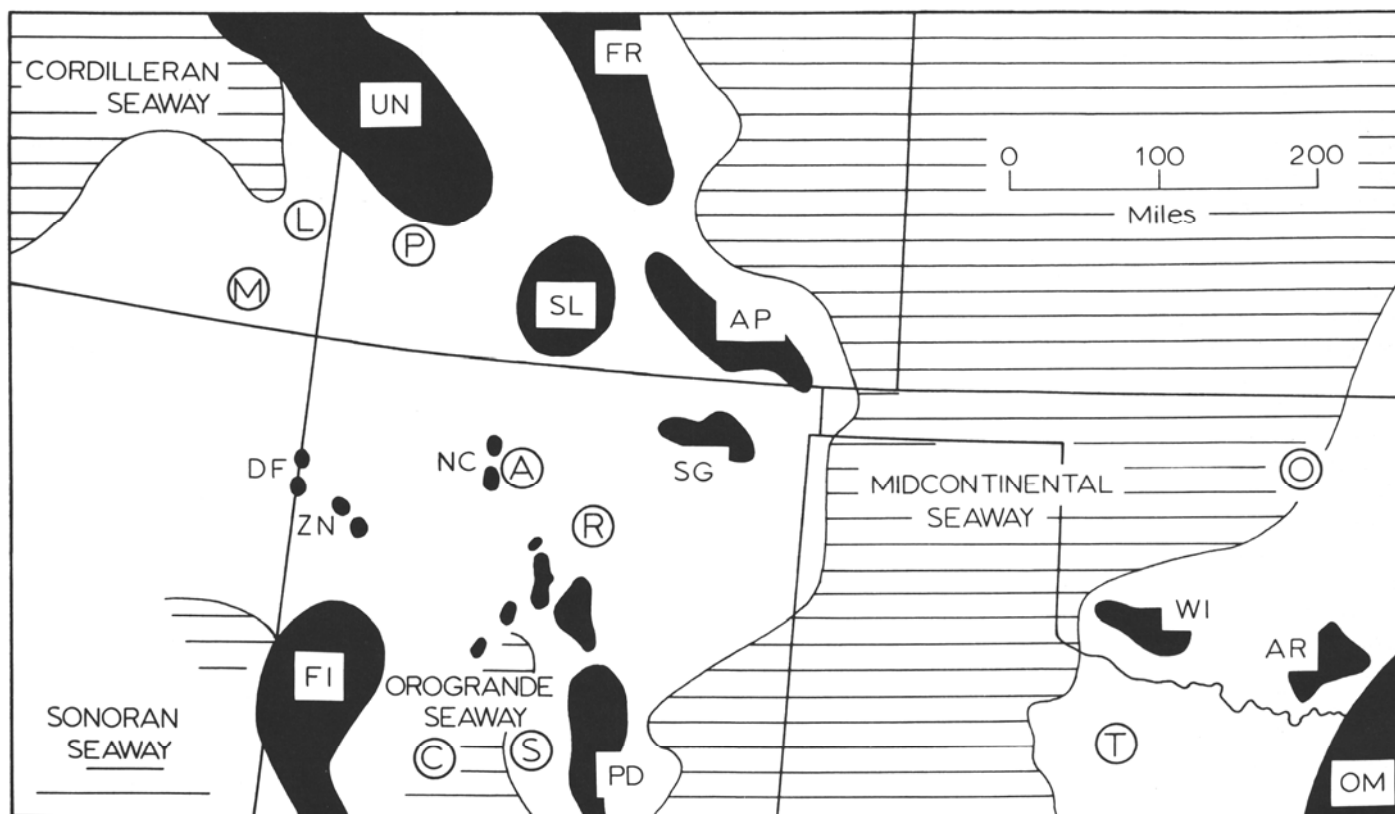 FR
CORDILLERAN
SEAWAY
UN
0 100 200
Miles
L
P
M
SL
AP
DF
NC
A
SG
MIDCONTINENTAL
SEAWAY
O
ZN
R
WI
AR
FI
OROGRANDE
SEAWAY
SONORAN
SEAWAY
C
S
PD
T
OM